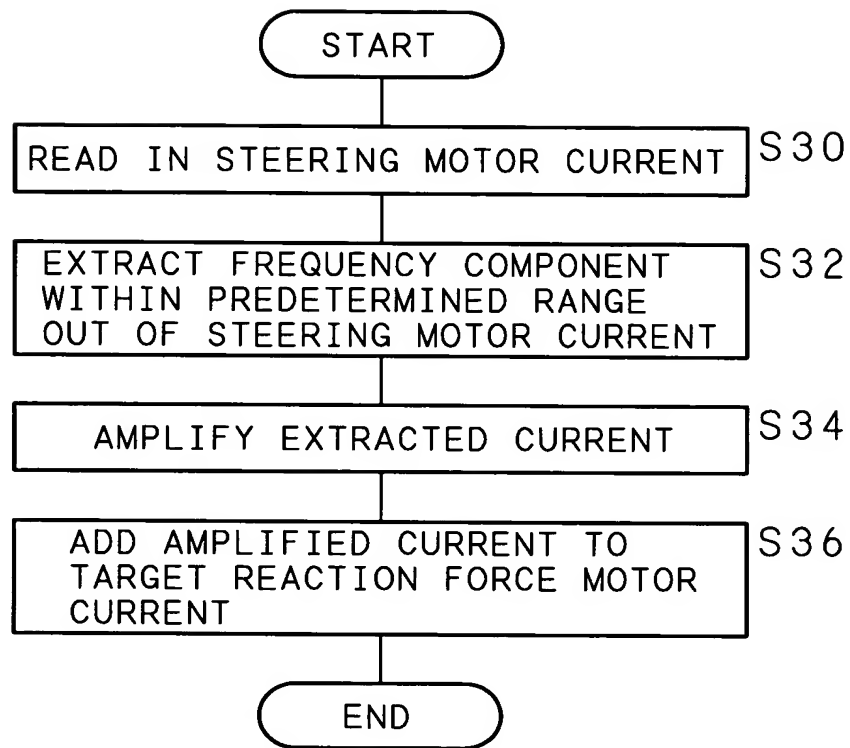 START
READ IN STEERING MOTOR CURRENT
S30
EXTRACT FREQUENCY COMPONENT
WITHIN PREDETERMINED RANGE
OUT OF STEERING MOTOR CURRENT
S32
AMPLIFY EXTRACTED CURRENT
S34
ADD AMPLIFIED CURRENT TO
TARGET REACTION FORCE MOTOR
CURRENT
S36
END